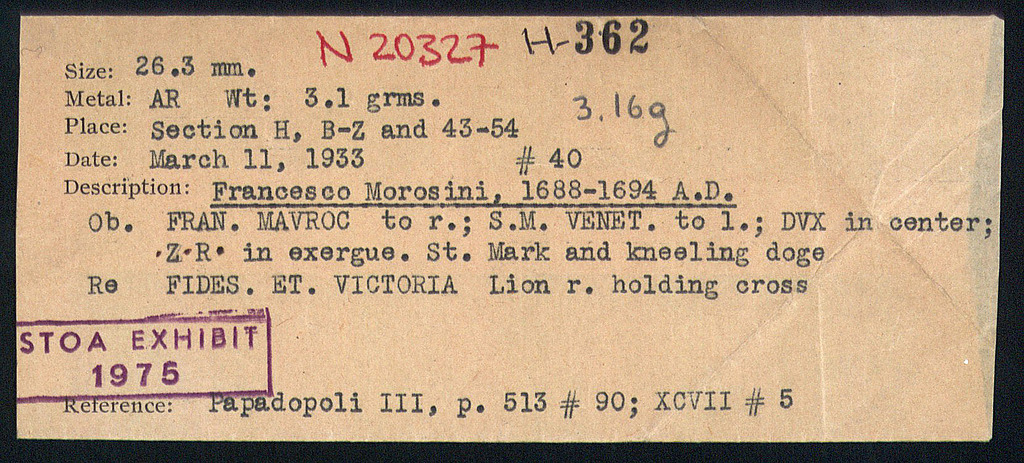 N 20327 H-362
Size: 26.3 mm.
Metal: AR Wt: 3.1 grms.
3.16g
Place: Section H, B-Z and 43-54
Date: March 11, 1933 # 40
Description: Francesco Morosini, 1688-1694 A.D.
Ob. FRAN. MAVROC to r.; S.M. VENET. to l.; DVX in center;
·Z·R· in exergue. St. Mark and kneeling doge
Re FIDES. ET. VICTORIA Lion r. holding cross
STOA EXHIBIT
1975
Reference: Papadopoli III, p. 513 # 90; XCVII # 5